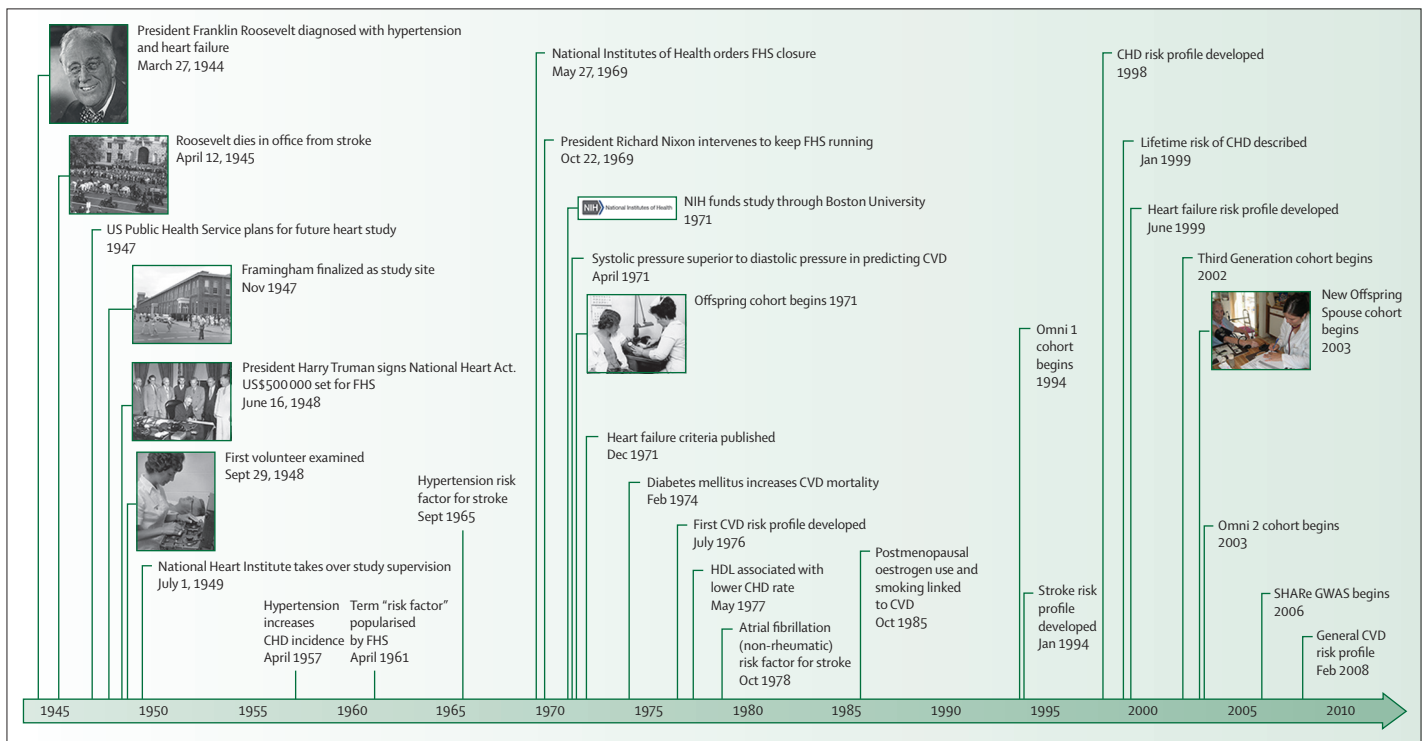 President Franklin Roosevelt diagnosed with hypertension
and heart failure
March 27, 1944
Roosevelt dies in office from stroke
April 12, 1945
US Public Health Service plans for future heart study
1947
Framingham finalized as study site
Nov 1947
President Harry Truman signs National Heart Act.
US$500 000 set for FHS
June 16, 1948
First volunteer examined
Sept 29, 1948
National Heart Institute takes over study supervision
July 1, 1949
Hypertension
increases
CHD incidence
April 1957
Term “risk factor”
popularised
by FHS
April 1961
Hypertension risk
factor for stroke
Sept 1965
National Institutes of Health orders FHS closure
May 27, 1969
President Richard Nixon intervenes to keep FHS running
Oct 22, 1969
NIH National Institutes of Health
NIH funds study through Boston University
1971
Systolic pressure superior to diastolic pressure in predicting CVD
April 1971
Offspring cohort begins 1971
Heart failure criteria published
Dec 1971
Diabetes mellitus increases CVD mortality
Feb 1974
First CVD risk profile developed
July 1976
HDL associated with
lower CHD rate
May 1977
Atrial fibrillation
(non-rheumatic)
risk factor for stroke
Oct 1978
Postmenopausal
oestrogen use and
smoking linked
to CVD
Oct 1985
Omni 1
cohort
begins
1994
Stroke risk
profile
developed
Jan 1994
CHD risk profile developed
1998
Lifetime risk of CHD described
Jan 1999
Heart failure risk profile developed
June 1999
Third Generation cohort begins
2002
New Offspring
Spouse cohort
begins
2003
Omni 2 cohort begins
2003
SHARe GWAS begins
2006
General CVD
risk profile
Feb 2008
1945 1950 1955 1960 1965 1970 1975 1980 1985 1990 1995 2000 2005 2010